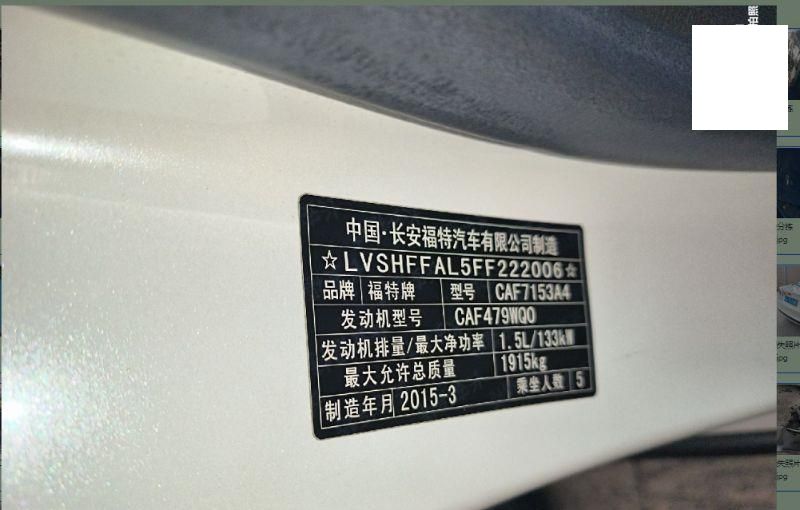 中国·长安福特汽车有限公司制造
☆LVSHFFAL5FF222006☆
品牌 福特牌 型号 CAF7153A4
发动机型号 CAF479WQ0
发动机排量/最大净功率 1.5L/133kW
最大允许总质量 1915kg
乘坐人数 5
制造年月 2015-3